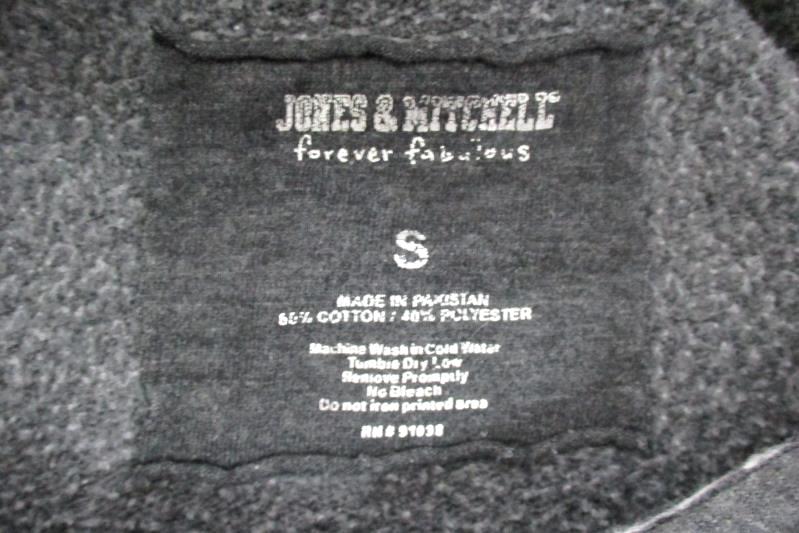 JONES & MITCHELL
forever fabulous
S
MADE IN PAKISTAN
60% COTTON / 40% POLYESTER
Machine Wash in Cold Water
Tumble Dry Low
Remove Promptly
No Bleach
Do not iron printed area
RN# 91038